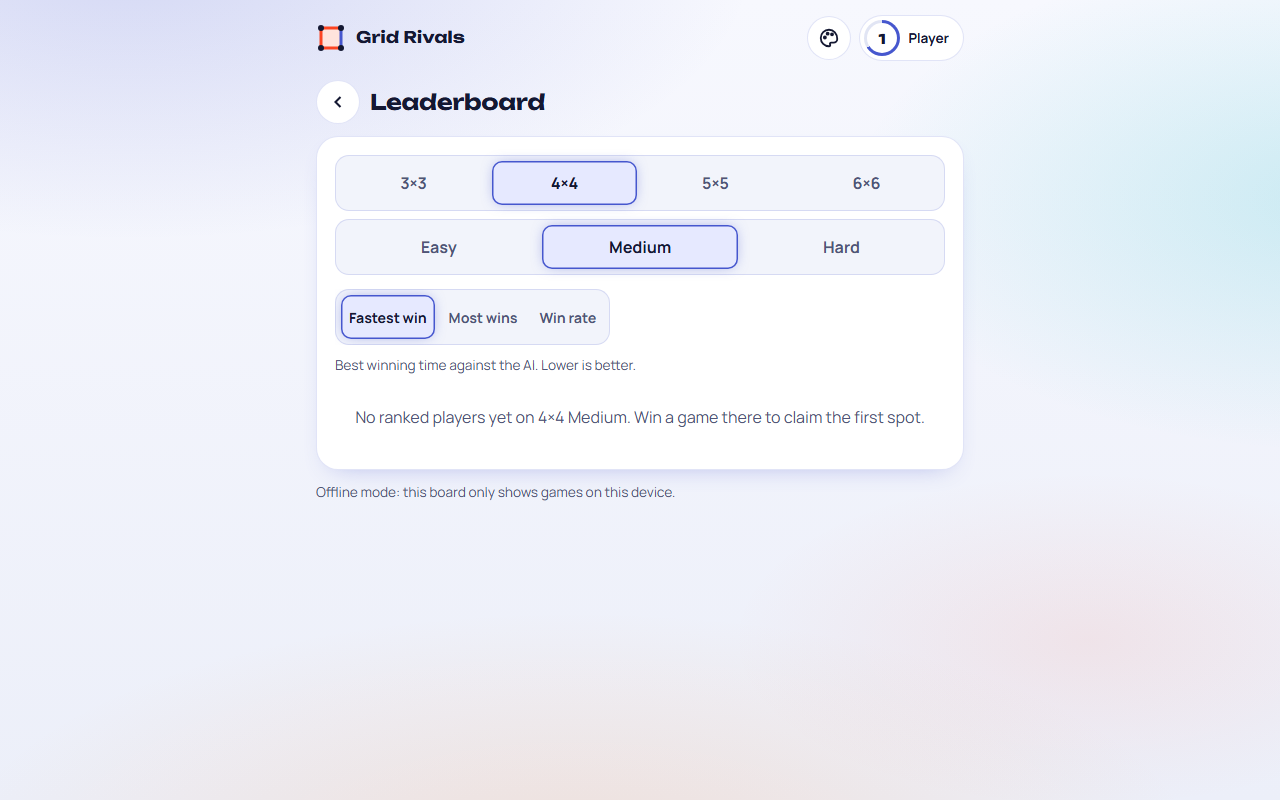 Grid Rivals
1 Player
Leaderboard
3×3 4×4 5×5 6×6
Easy Medium Hard
Fastest win Most wins Win rate
Best winning time against the AI. Lower is better.
No ranked players yet on 4×4 Medium. Win a game there to claim the first spot.
Offline mode: this board only shows games on this device.